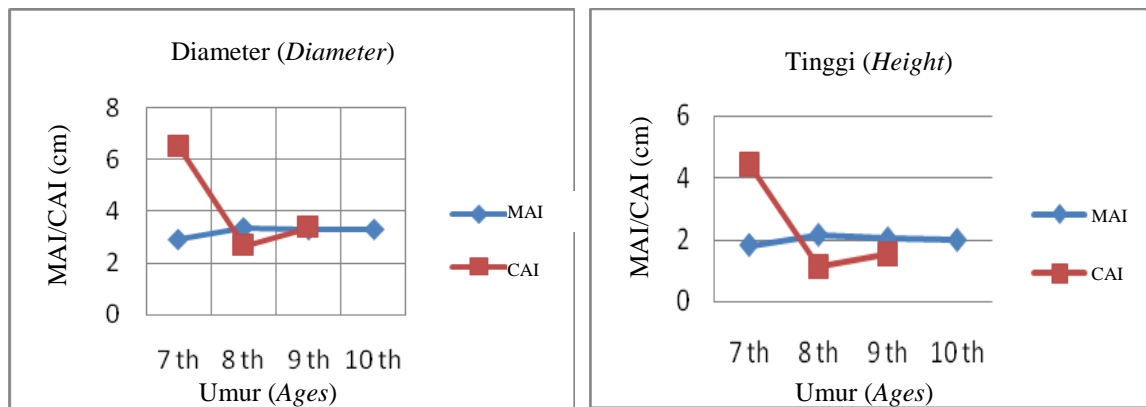 Diameter (Diameter)
MAI/CAI (cm)
8
6
4
2
0
7 th 8 th 9 th 10 th
Umur (Ages)
MAI
CAI
Tinggi (Height)
MAI/CAI (cm)
6
4
2
0
7 th 8 th 9 th 10 th
Umur (Ages)
MAI
CAI